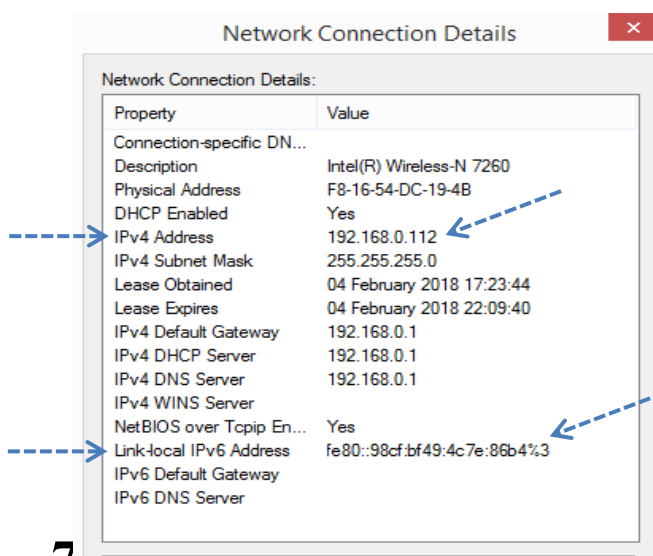 Network Connection Details
Network Connection Details:
Property Value
Connection-specific DN...
Description Intel(R) Wireless-N 7260
Physical Address F8-16-54-DC-19-4B
DHCP Enabled Yes
IPv4 Address 192.168.0.112
IPv4 Subnet Mask 255.255.255.0
Lease Obtained 04 February 2018 17:23:44
Lease Expires 04 February 2018 22:09:40
IPv4 Default Gateway 192.168.0.1
IPv4 DHCP Server 192.168.0.1
IPv4 DNS Server 192.168.0.1
IPv4 WINS Server
NetBIOS over Tcpip En... Yes
Link-local IPv6 Address fe80::98cf:bf49:4c7e:86b4%3
IPv6 Default Gateway
IPv6 DNS Server